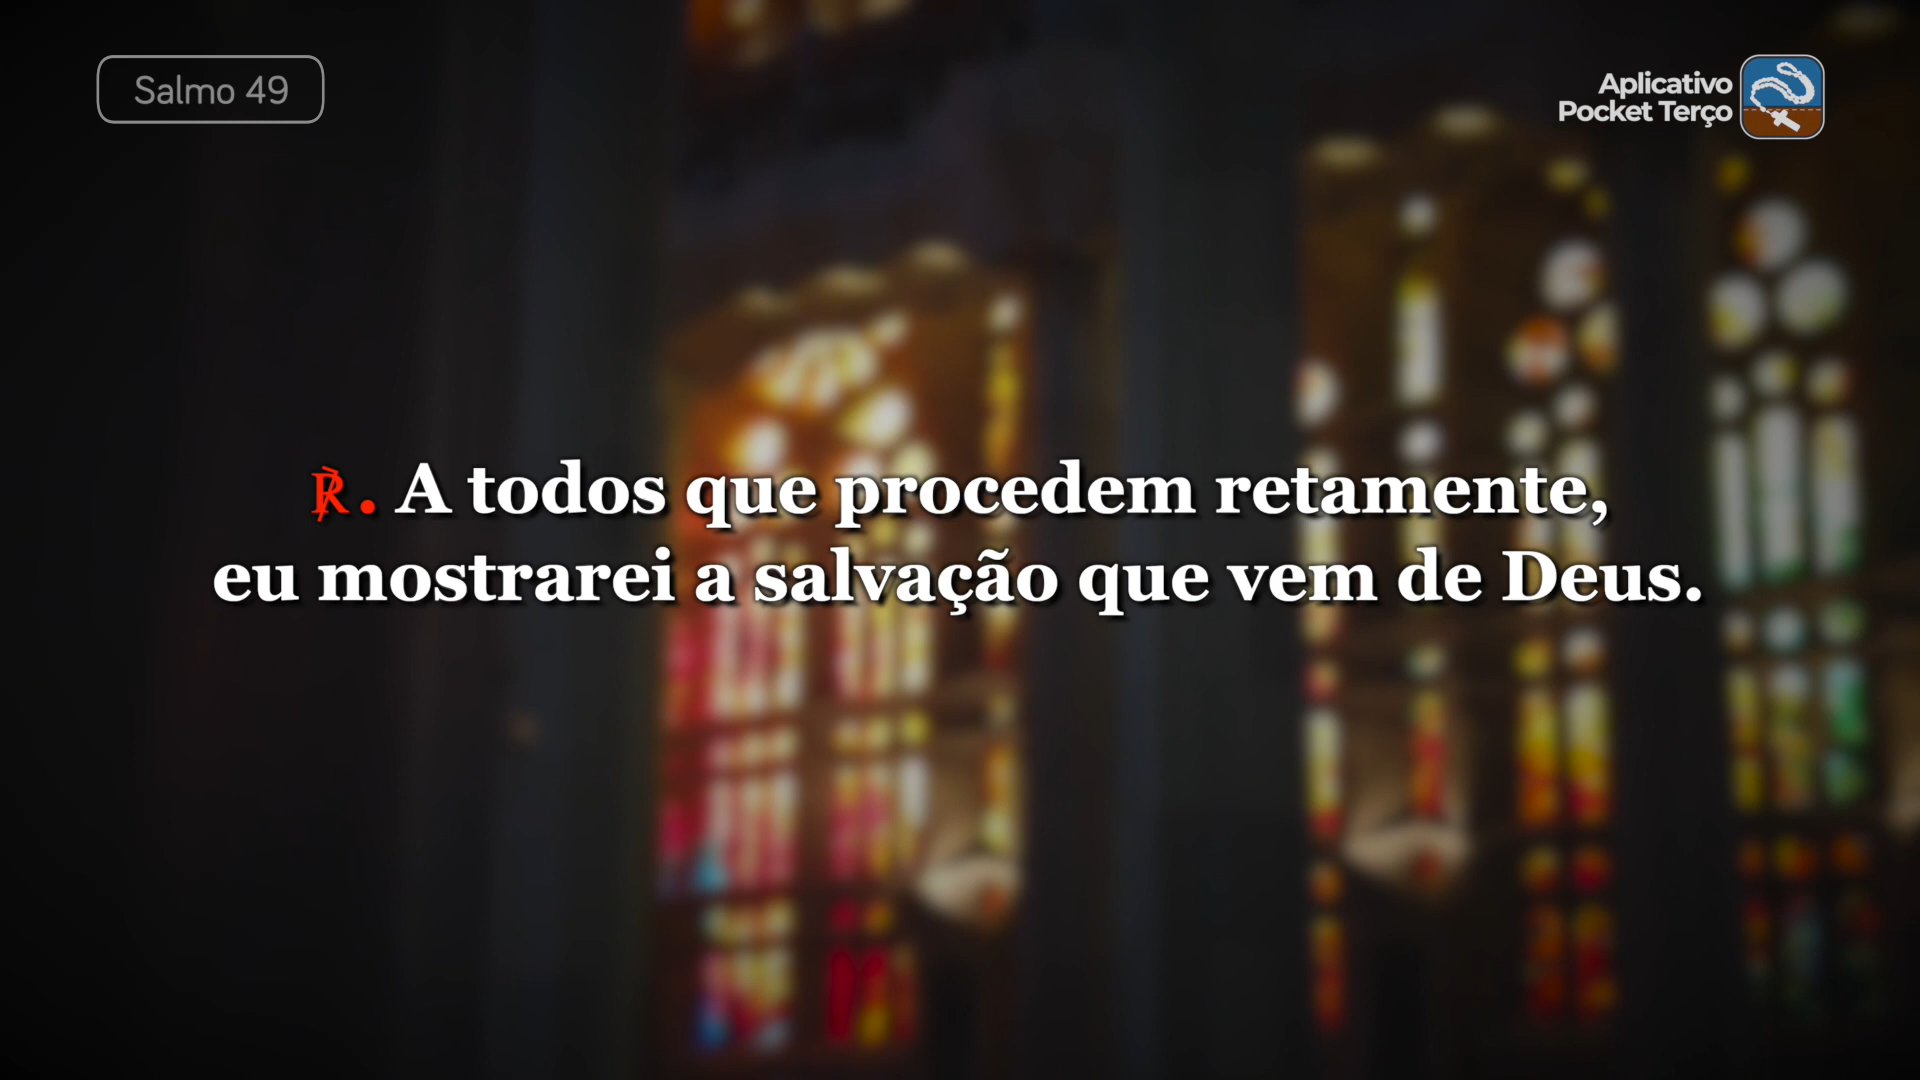 Salmo 49
Aplicativo
Pocket Terço
℟. A todos que procedem retamente,
eu mostrarei a salvação que vem de Deus.